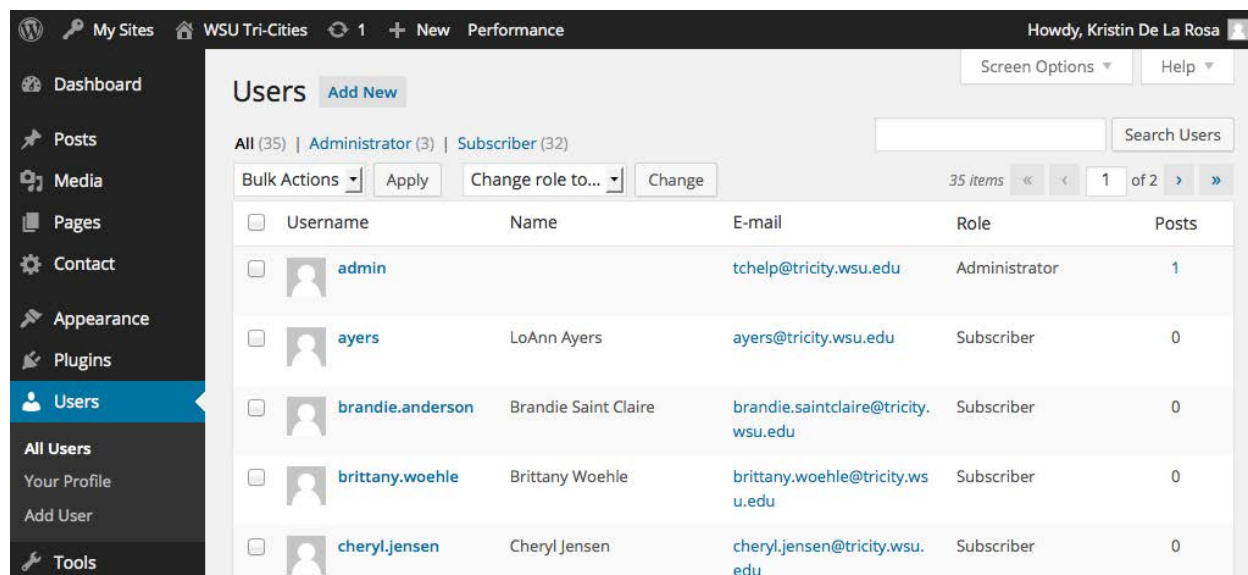 My Sites WSU Tri-Cities 1 + New Performance Howdy, Kristin De La Rosa
Screen Options Help
Dashboard
Posts
Media
Pages
Contact
Appearance
Plugins
Users
All Users
Your Profile
Add User
Tools
Users Add New
All (35) | Administrator (3) | Subscriber (32)
Search Users
Bulk Actions Apply Change role to... Change 35 items « ‹ 1 of 2 › »
Username Name E-mail Role Posts
admin tchelp@tricity.wsu.edu Administrator 1
ayers LoAnn Ayers ayers@tricity.wsu.edu Subscriber 0
brandie.anderson Brandie Saint Claire brandie.saintclaire@tricity. Subscriber 0
wsu.edu
brittany.woehle Brittany Woehle brittany.woehle@tricity.ws Subscriber 0
u.edu
cheryl.jensen Cheryl Jensen cheryl.jensen@tricity.wsu. Subscriber 0
edu